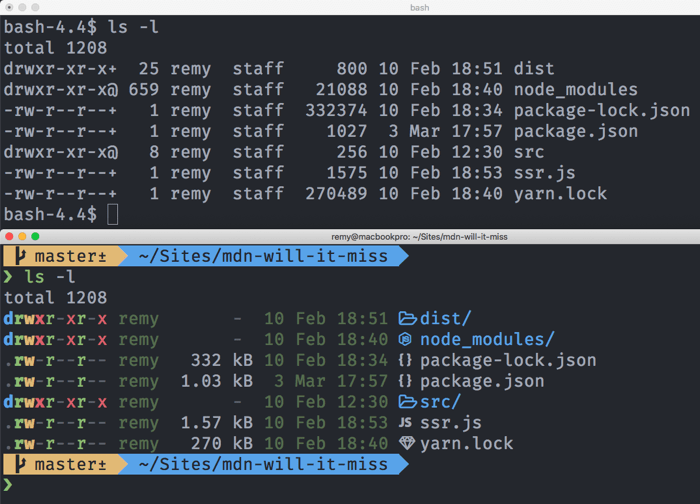 bash
bash-4.4$ ls -l
total 1208
drwxr-xr-x+ 25 remy staff 800 10 Feb 18:51 dist
drwxr-xr-x@ 659 remy staff 21088 10 Feb 18:40 node_modules
-rw-r--r--+ 1 remy staff 332374 10 Feb 18:34 package-lock.json
-rw-r--r--+ 1 remy staff 1027 3 Mar 17:57 package.json
drwxr-xr-x@ 8 remy staff 256 10 Feb 12:30 src
-rw-r--r--+ 1 remy staff 1575 10 Feb 18:53 ssr.js
-rw-r--r--+ 1 remy staff 270489 10 Feb 18:40 yarn.lock
bash-4.4$
remy@macbookpro: ~/Sites/mdn-will-it-miss
master± ~/Sites/mdn-will-it-miss
❯ ls -l
total 1208
drwxr-xr-x remy - 10 Feb 18:51 dist/
drwxr-xr-x remy - 10 Feb 18:40 node_modules/
.rw-r--r-- remy 332 kB 10 Feb 18:34 {} package-lock.json
.rw-r--r-- remy 1.03 kB 3 Mar 17:57 {} package.json
drwxr-xr-x remy - 10 Feb 12:30 src/
.rw-r--r-- remy 1.57 kB 10 Feb 18:53 JS ssr.js
.rw-r--r-- remy 270 kB 10 Feb 18:40 yarn.lock
master± ~/Sites/mdn-will-it-miss
❯